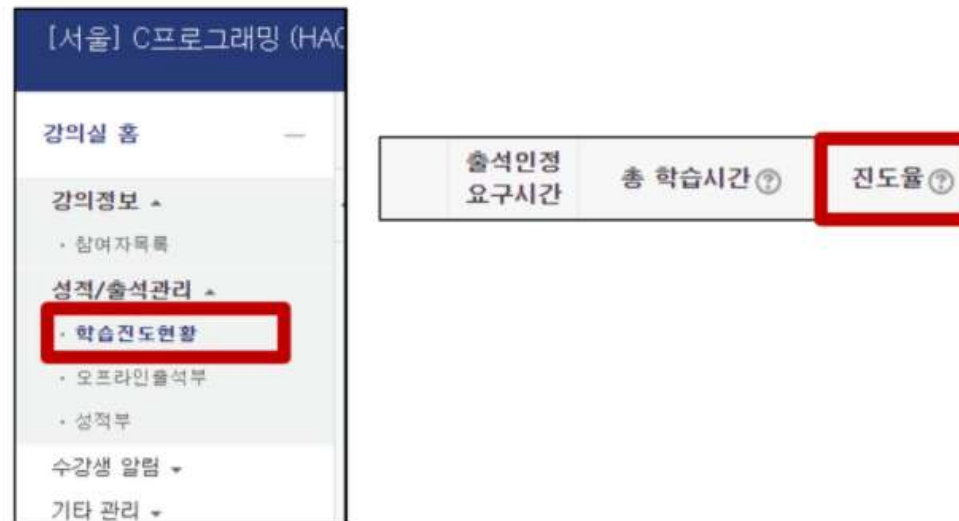 [서울] C프로그래밍 (HAC
강의실 홈
강의정보
· 참여자목록
성적/출석관리
· 학습진도현황
· 오프라인출석부
· 성적부
수강생 알림
기타 관리
출석인정
요구시간
총 학습시간 ?
진도율 ?